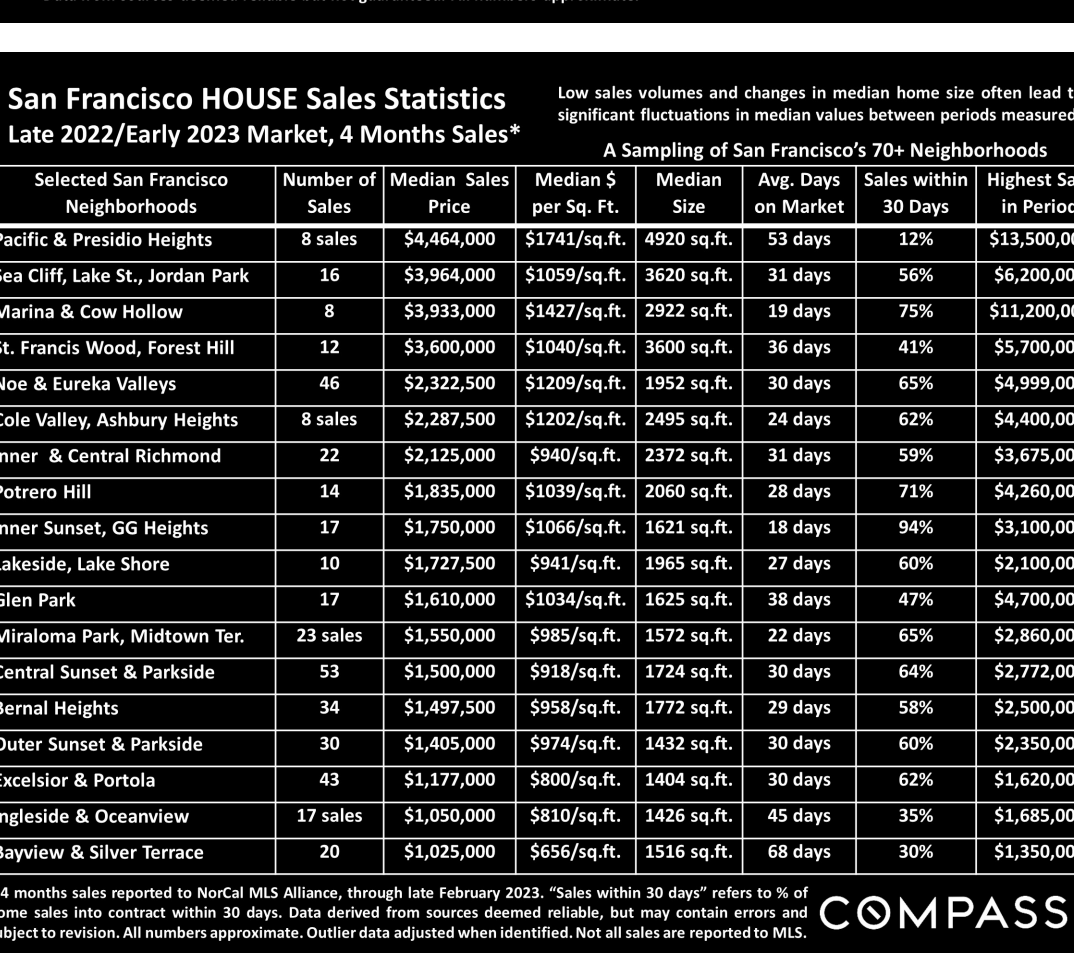 San Francisco HOUSE Sales Statistics
Late 2022/Early 2023 Market, 4 Months Sales*
Low sales volumes and changes in median home size often lead
significant fluctuations in median values between periods measured
A Sampling of San Francisco's 70+ Neighborhoods
Selected San Francisco Neighborhoods Number of Sales Median Sales Price Median $ per Sq. Ft. Median Size Avg. Days on Market Sales within 30 Days Highest in
Pacific & Presidio Heights 8 sales $4,464,000 $1741/sq.ft. 4920 sq.ft. 53 days 12% $13,500,00
Sea Cliff, Lake St., Jordan Park 16 $3,964,000 $1059/sq.ft. 3620 sq.ft. 31 days 56% $6,200,00
Marina & Cow Hollow 8 $3,933,000 $1427/sq.ft. 2922 sq.ft. 19 days 75% $11,200,00
St. Francis Wood, Forest Hill 12 $3,600,000 $1040/sq.ft. 3600 sq.ft. 36 days 41% $5,700,00
Noe & Eureka Valleys 46 $2,322,500 $1209/sq.ft. 1952 sq.ft. 30 days 65% $4,999,00
Cole Valley, Ashbury Heights 8 sales $2,287,500 $1202/sq.ft. 2495 sq.ft. 24 days 62% $4,400,00
Inner & Central Richmond 22 $2,125,000 $940/sq.ft. 2372 sq.ft. 31 days 59% $3,675,00
Potrero Hill 14 $1,835,000 $1039/sq.ft. 2060 sq.ft. 28 days 71% $4,260,00
Inner Sunset, GG Heights 17 $1,750,000 $1066/sq.ft. 1621 sq.ft. 18 days 94% $3,100,00
Lakeside, Lake Shore 10 $1,727,500 $941/sq.ft. 1965 sq.ft. 27 days 60% $2,100,00
Glen Park 17 $1,610,000 $1034/sq.ft. 1625 sq.ft. 38 days 47% $4,700,00
Miraloma Park, Midtown Ter. 23 sales $1,550,000 $985/sq.ft. 1572 sq.ft. 22 days 65% $2,860,00
Central Sunset & Parkside 53 $1,500,000 $918/sq.ft. 1724 sq.ft. 30 days 64% $2,772,00
Bernal Heights 34 $1,497,500 $958/sq.ft. 1772 sq.ft. 29 days 58% $2,500,00
Outer Sunset & Parkside 30 $1,405,000 $974/sq.ft. 1432 sq.ft. 30 days 60% $2,350,00
Excelsior & Portola 43 $1,177,000 $800/sq.ft. 1404 sq.ft. 30 days 62% $1,620,00
Ingleside & Oceanview 17 sales $1,050,000 $810/sq.ft. 1426 sq.ft. 45 days 35% $1,685,00
Bayview & Silver Terrace 20 $1,025,000 $656/sq.ft. 1516 sq.ft. 68 days 30% $1,350,00
4 months sales reported to NorCal MLS Alliance, through late February 2023. "Sales within 30 days" refers to % of
home sales into contract within 30 days. Data derived from sources deemed reliable, but may contain errors and
subject to revision. All numbers approximate. Outlier data adjusted when identified. Not all sales are reported to MLS.
COMPASS